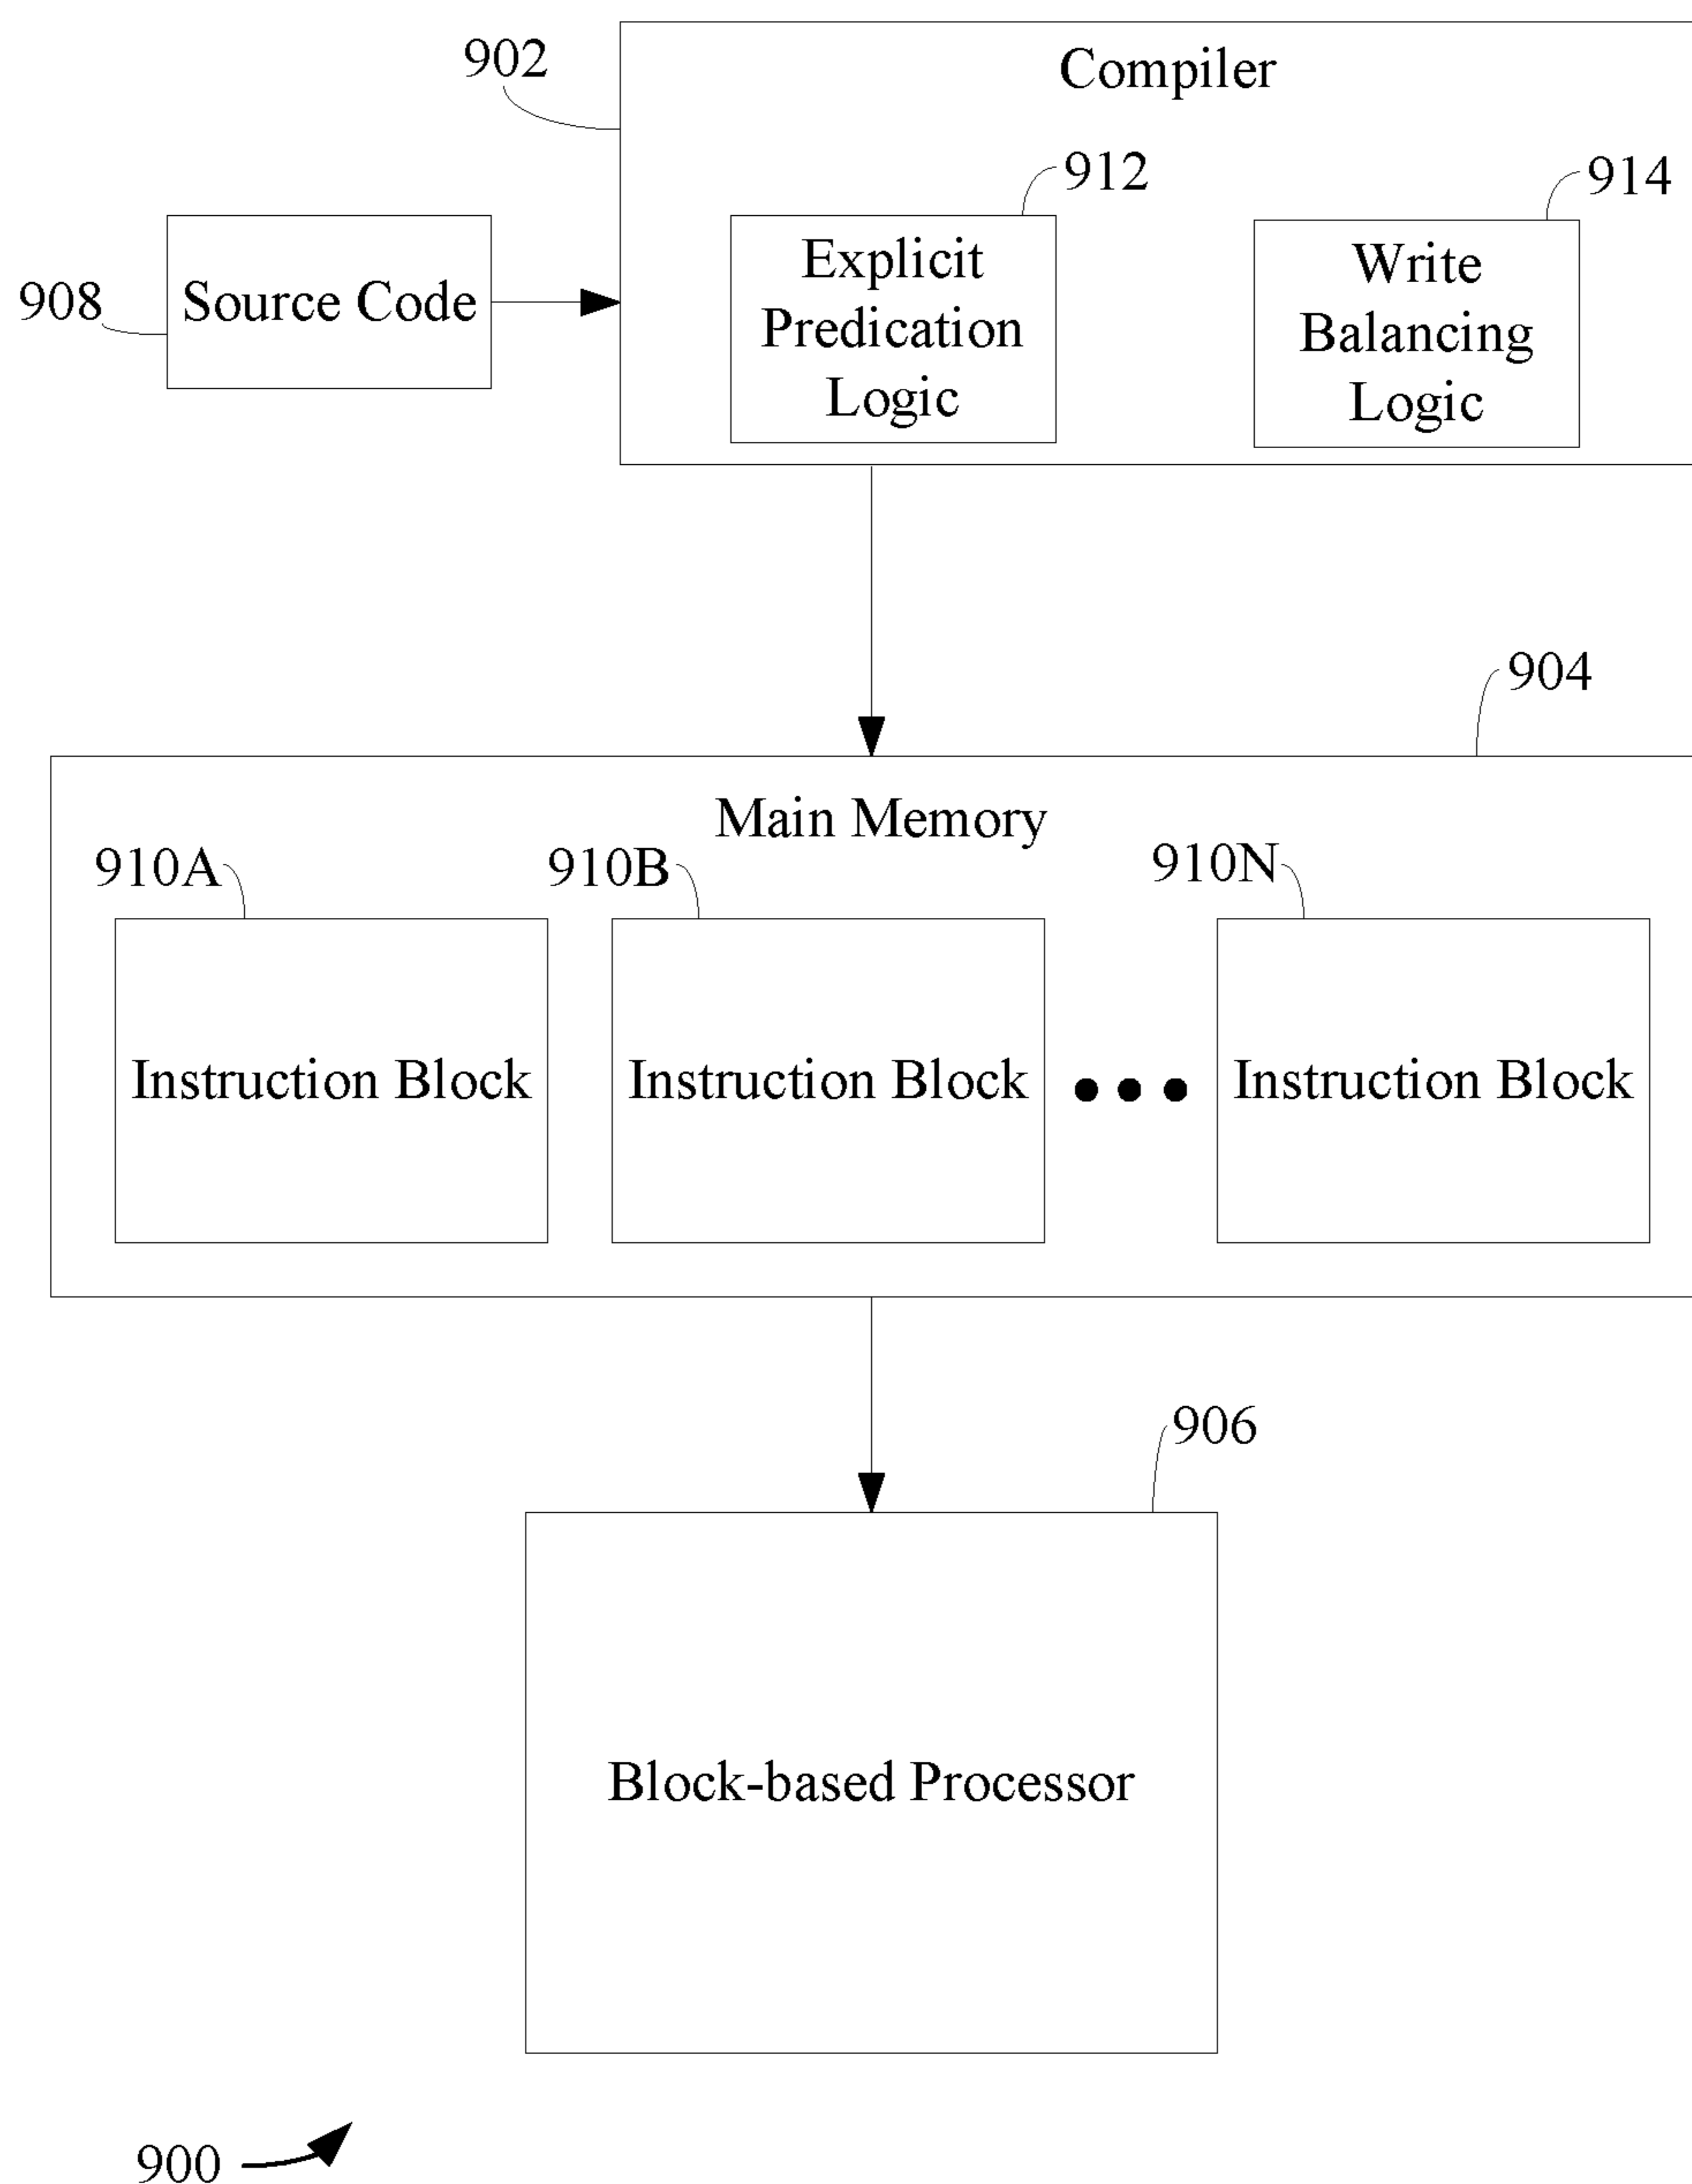 902
Compiler
912
914
908
Source Code
Explicit
Predication
Logic
Write
Balancing
Logic
904
Main Memory
910A
910B
910N
Instruction Block
Instruction Block
Instruction Block
906
Block-based Processor
900